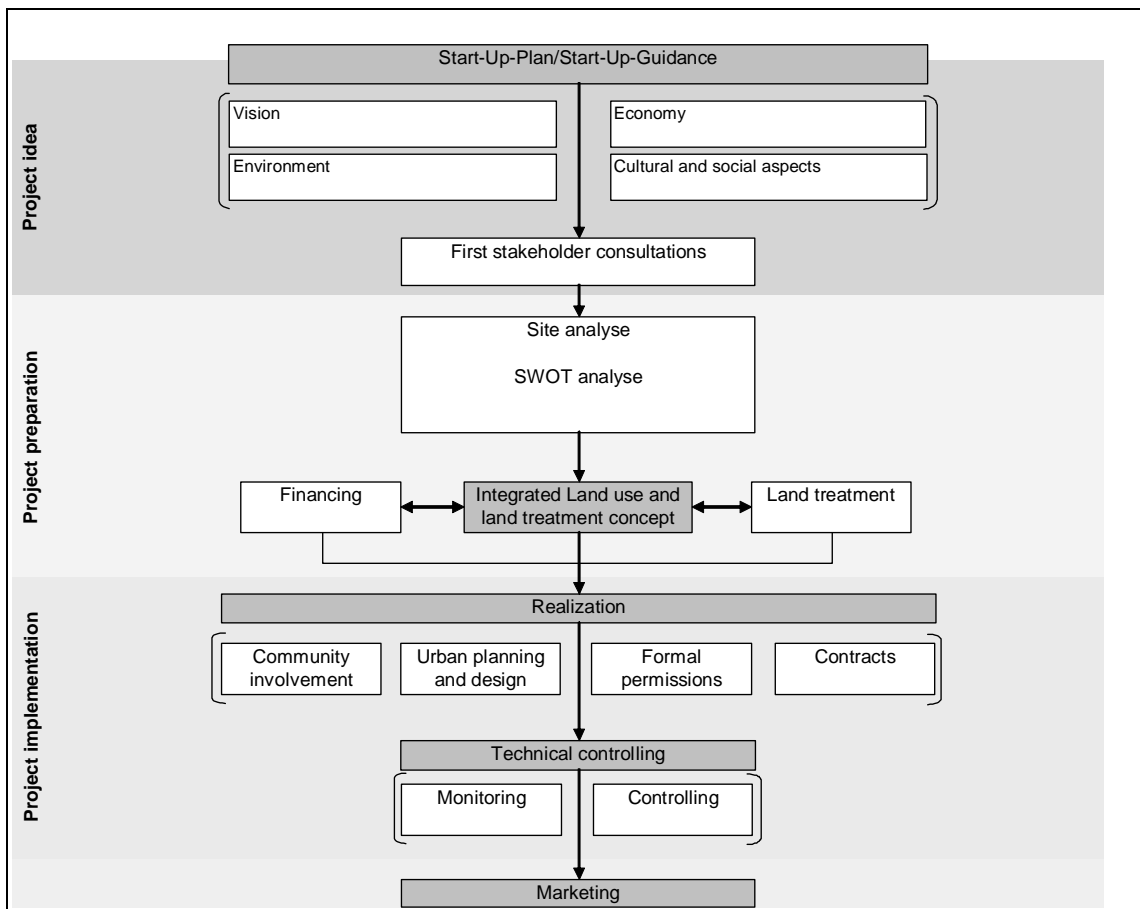 Start-Up-Plan/Start-Up-Guidance
Project idea
Vision
Economy
Environment
Cultural and social aspects
First stakeholder consultations
Project preparation
Site analyse
SWOT analyse
Financing
Integrated Land use and
land treatment concept
Land treatment
Project implementation
Realization
Community
involvement
Urban planning
and design
Formal
permissions
Contracts
Technical controlling
Monitoring
Controlling
Marketing